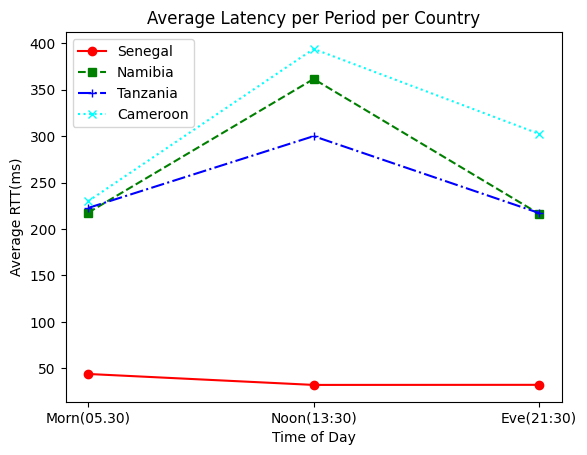 Average Latency per Period per Country
Senegal
Namibia
Tanzania
Cameroon
400
350
300
250
200
150
100
50
Average RTT(ms)
Morn(05.30)
Noon(13:30)
Eve(21:30)
Time of Day